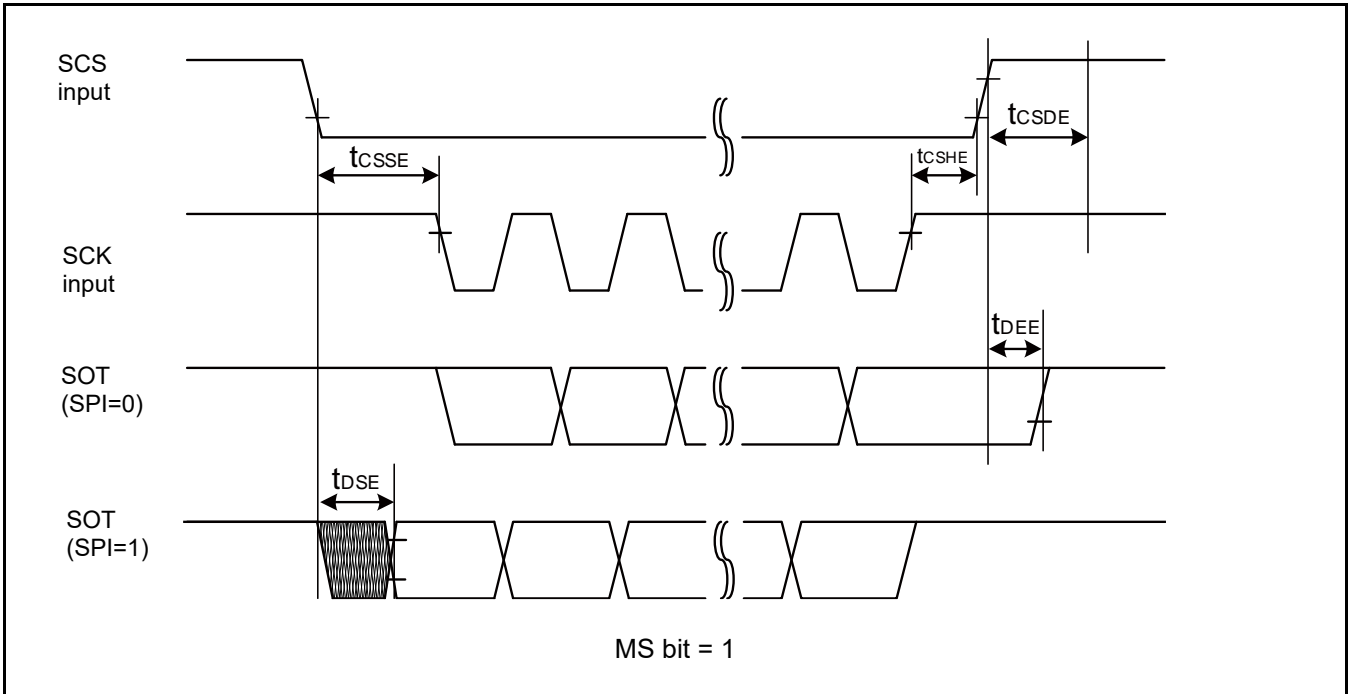 SCS
input
tCSDE
tCSSE
tCSHE
SCK
input
tDEE
SOT
(SPI=0)
tDSE
SOT
(SPI=1)
MS bit = 1